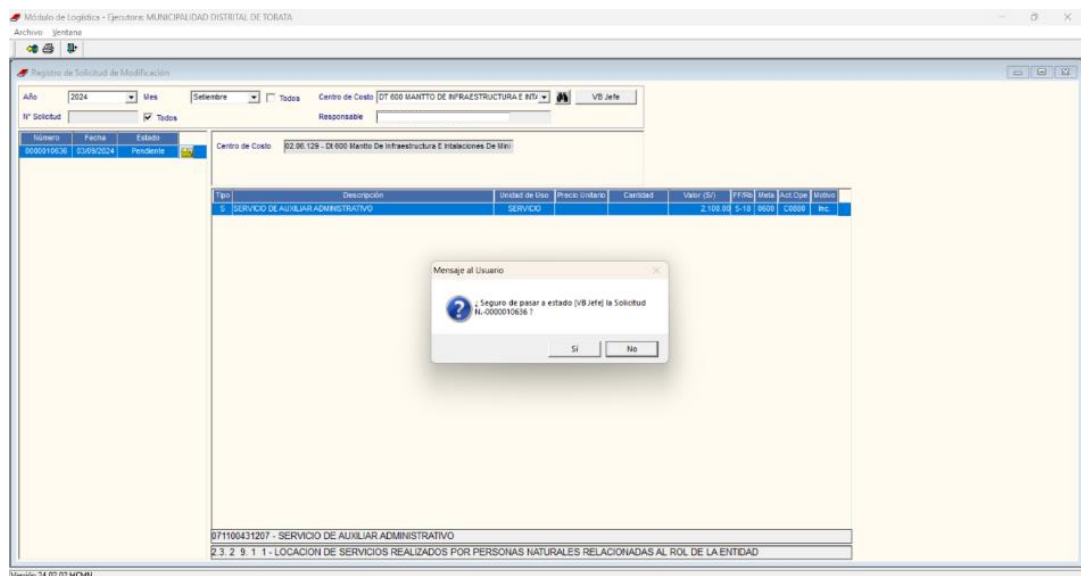 Módulo de Logística - Ejecutora: MUNICIPALIDAD DISTRITAL DE TORATA
Archivo Ventana
Registro de Solicitud de Modificación
Año 2024 Mes Setiembre Todos Centro de Costo DT 600 MANTTO DE INFRAESTRUCTURA E INTA VB Jefe
N° Solicitud Todos Responsable
Número Fecha Estado
0000010636 03/09/2024 Pendiente
Centro de Costo 02.06.129 - Dt 600 Mantto De Infraestructura E Intalaciones De Mini
Tipo Descripción Unidad de Uso Precio Unitario Cantidad Valor (S/) FF/Rb Meta Act.Ope Motivo
S SERVICIO DE AUXILIAR ADMINISTRATIVO SERVICIO 2,100.00 5-18 0600 C0800 Inc.
Mensaje al Usuario
¿ Seguro de pasar a estado [VB Jefe] la Solicitud
N.-0000010636 ?
Sí No
071100431207 - SERVICIO DE AUXILIAR ADMINISTRATIVO
2. 3. 2 9. 1 1 - LOCACION DE SERVICIOS REALIZADOS POR PERSONAS NATURALES RELACIONADAS AL ROL DE LA ENTIDAD